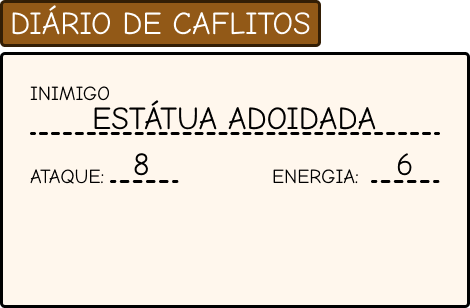 DIÁRIO DE CAFLITOS
INIMIGO
ESTÁTUA ADOIDADA
ATAQUE: 8 ENERGIA: 6